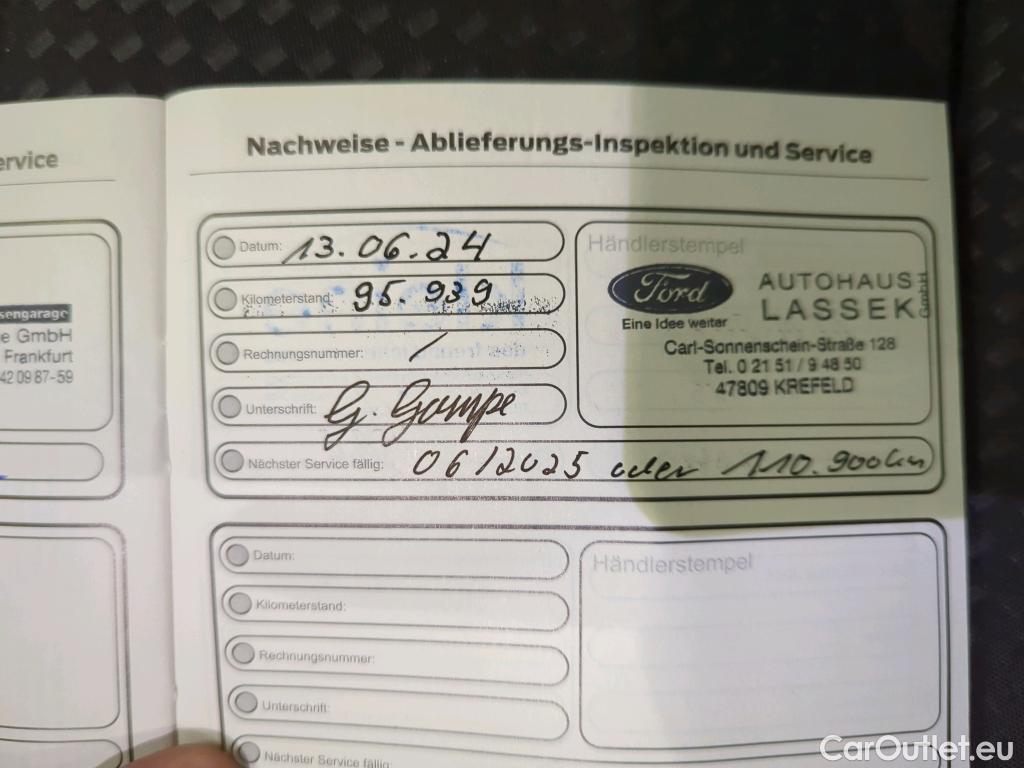 ervice
sengarage
e GmbH
Frankfurt
42 09 87-59
Nachweise - Ablieferungs-Inspektion und Service
Datum: 13.06.24
Kilometerstand: 95.939
Rechnungsnummer: /
Unterschrift: G. Gampe
Nächster Service fällig: 06/2025 oder 110.900km
Händlerstempel
Ford
Eine Idee weiter
AUTOHAUS
LASSEK GmbH
Carl-Sonnenschein-Straße 128
Tel. 0 21 51 / 9 48 50
47809 KREFELD
Datum:
Kilometerstand:
Rechnungsnummer:
Unterschrift:
Nächster Service fällig:
Händlerstempel
CarOutlet.eu